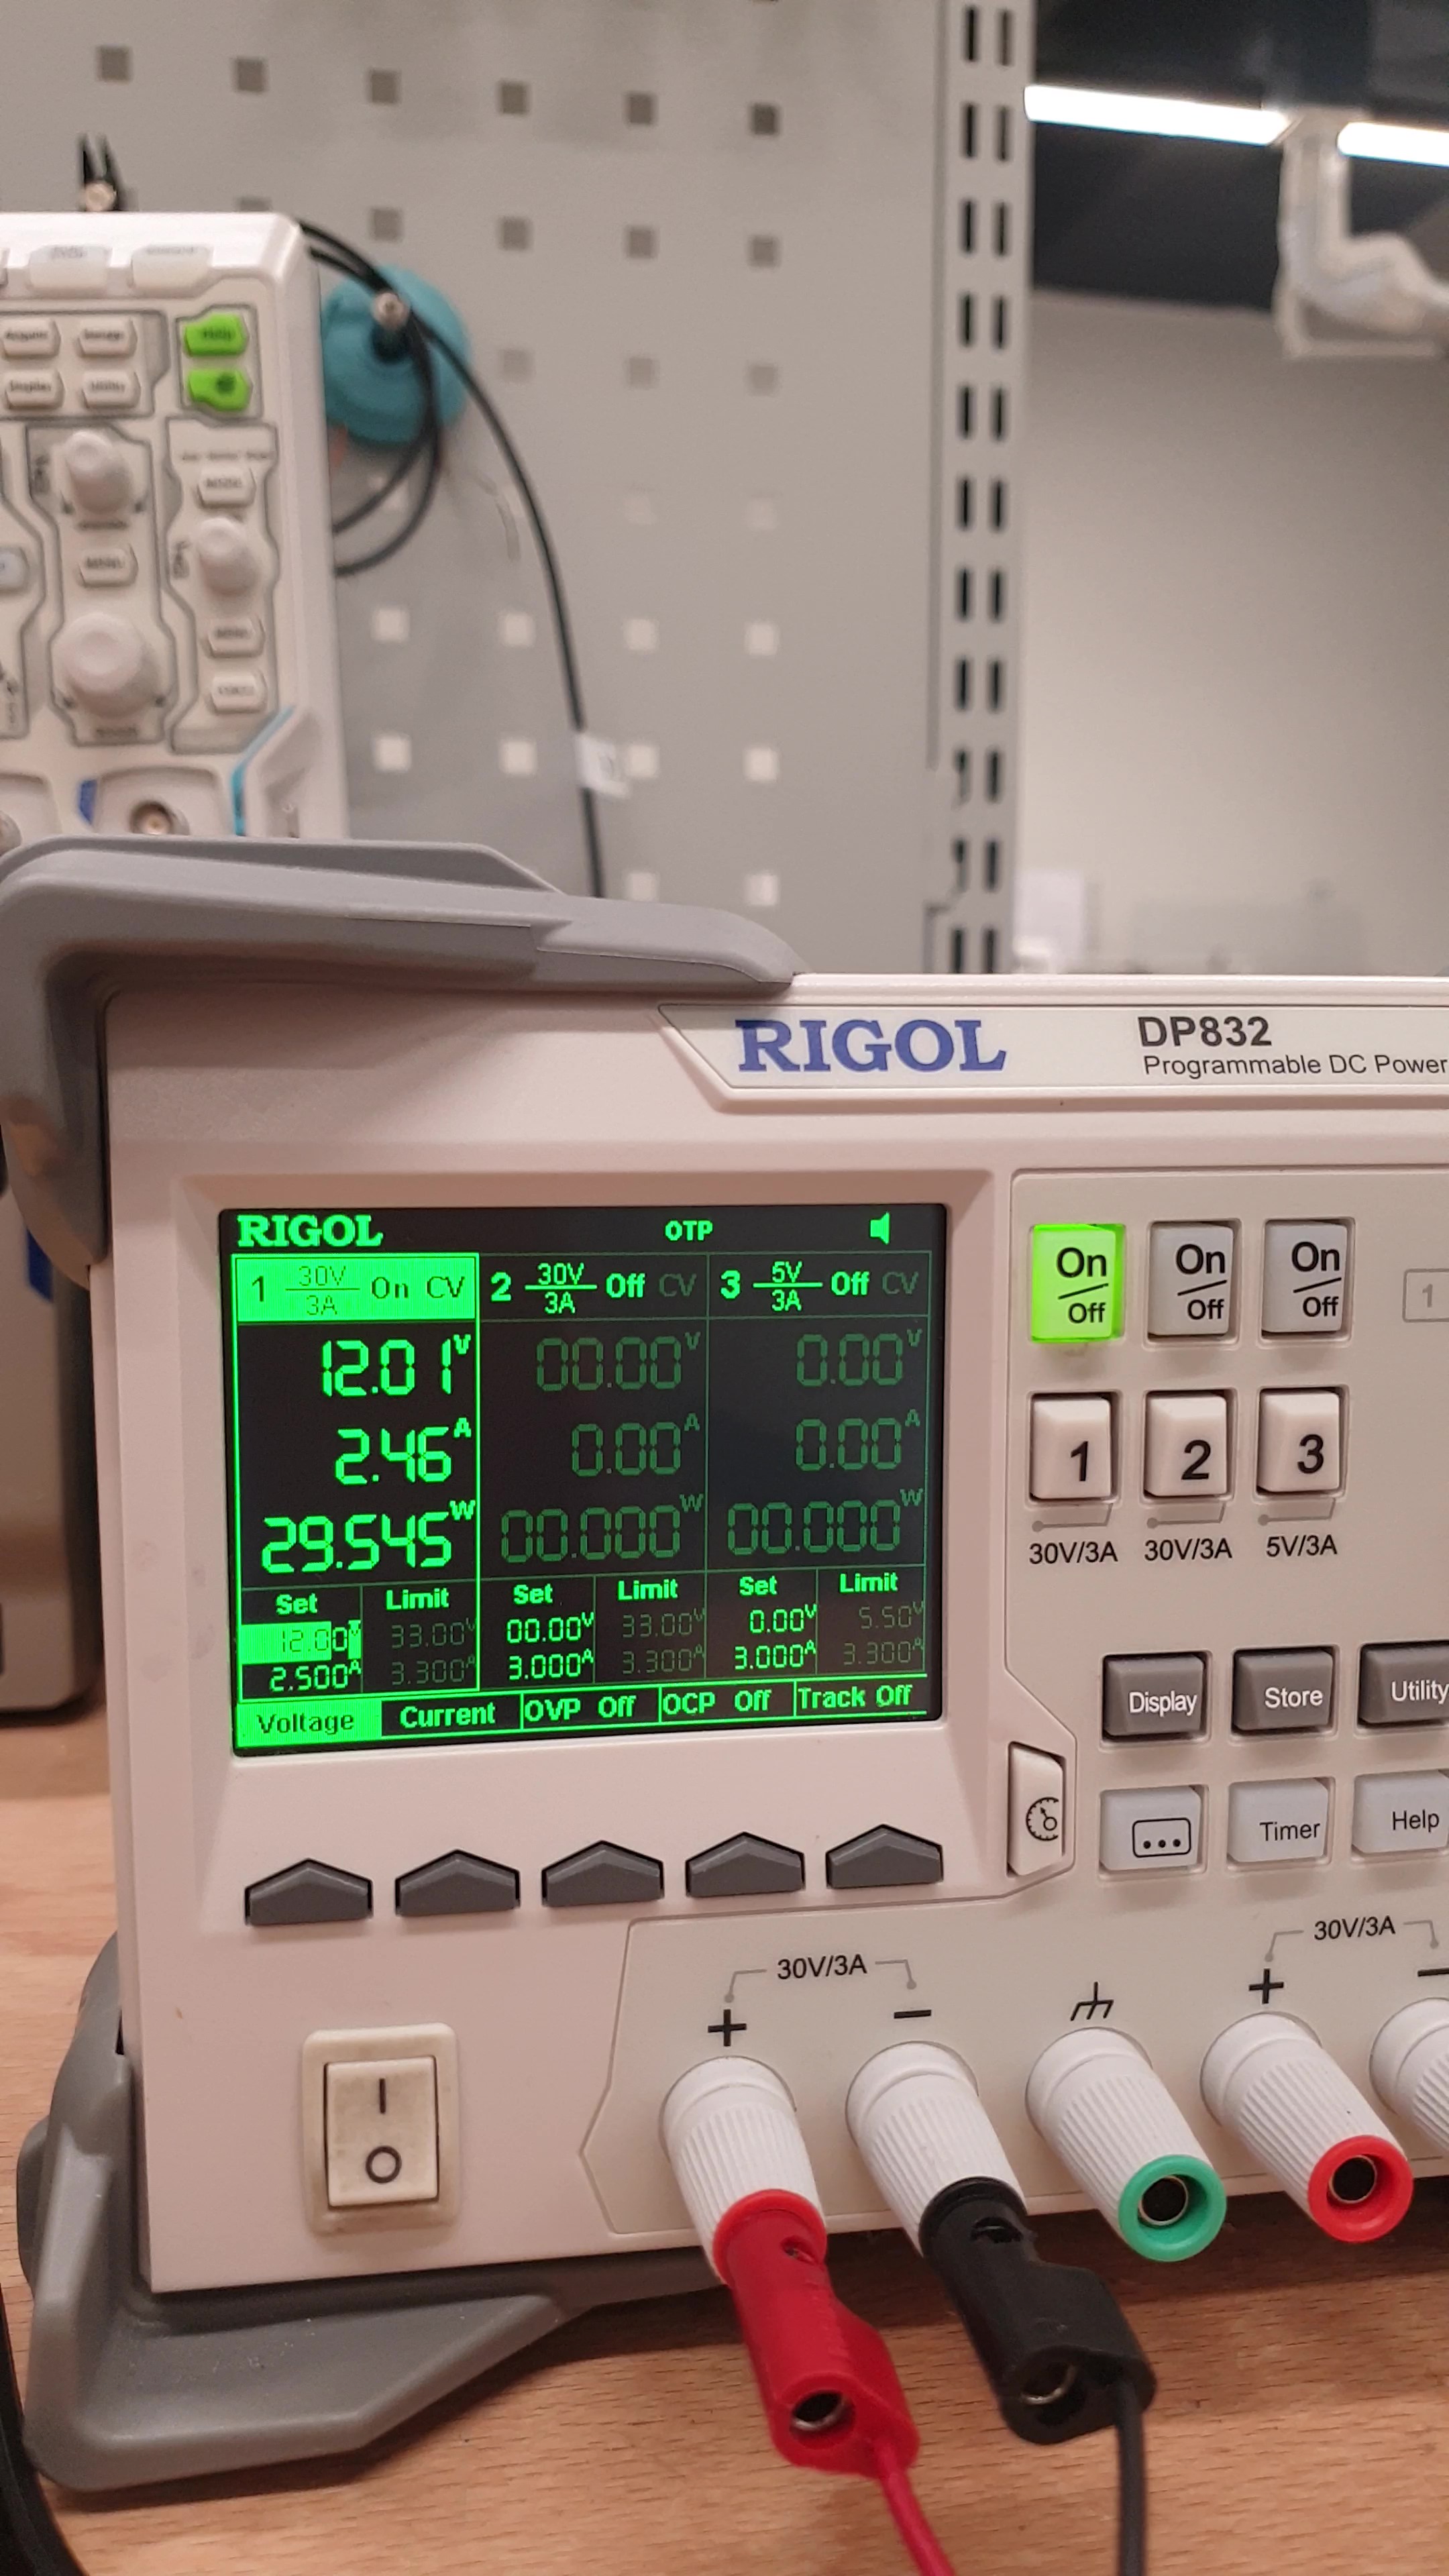 RIGOL DP832
Programmable DC Power
RIGOL OTP
1 30V/3A On CV 2 30V/3A Off CV 3 5V/3A Off CV
12.01V 00.00V 0.00V
2.46A 0.00A 0.00A
29.545W 00.000W 00.000W
Set Limit Set Limit Set Limit
12.00V 33.00V 00.00V 33.00V 0.00V 5.50V
2.500A 3.300A 3.000A 3.300A 3.000A 3.300A
Voltage Current OVP Off OCP Off Track Off
On/Off On/Off On/Off
1
1 2 3
30V/3A 30V/3A 5V/3A
Display Store Utility
Timer Help
30V/3A 30V/3A
+ − + −
I
O
MENU